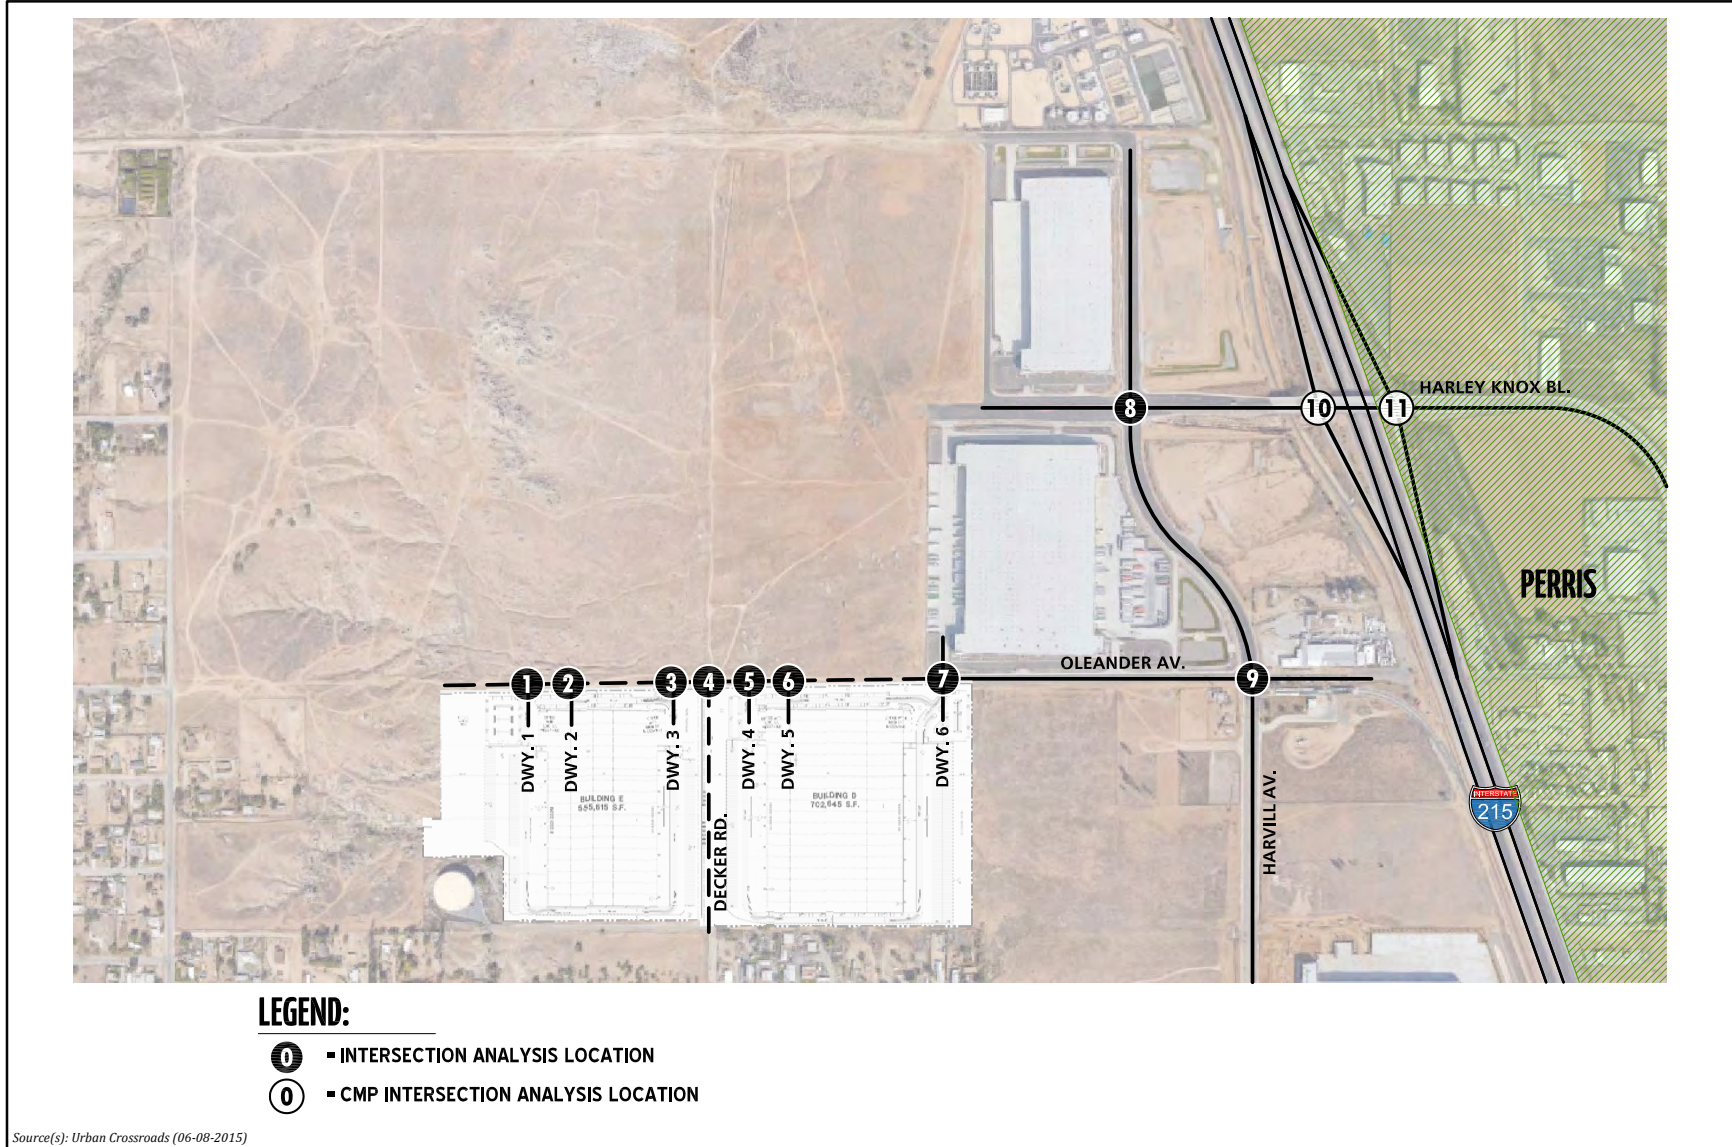 8
10
11
HARLEY KNOX BL.
PERRIS
OLEANDER AV.
1
2
3
4
5
6
7
9
DWY. 1
DWY. 2
DWY. 3
DWY. 4
DWY. 5
DWY. 6
BUILDING E
555,815 S.F.
BUILDING D
702,645 S.F.
DECKER RD.
HARVILL AV.
INTERSTATE
215
LEGEND:
0 = INTERSECTION ANALYSIS LOCATION
0 = CMP INTERSECTION ANALYSIS LOCATION
Source(s): Urban Crossroads (06-08-2015)